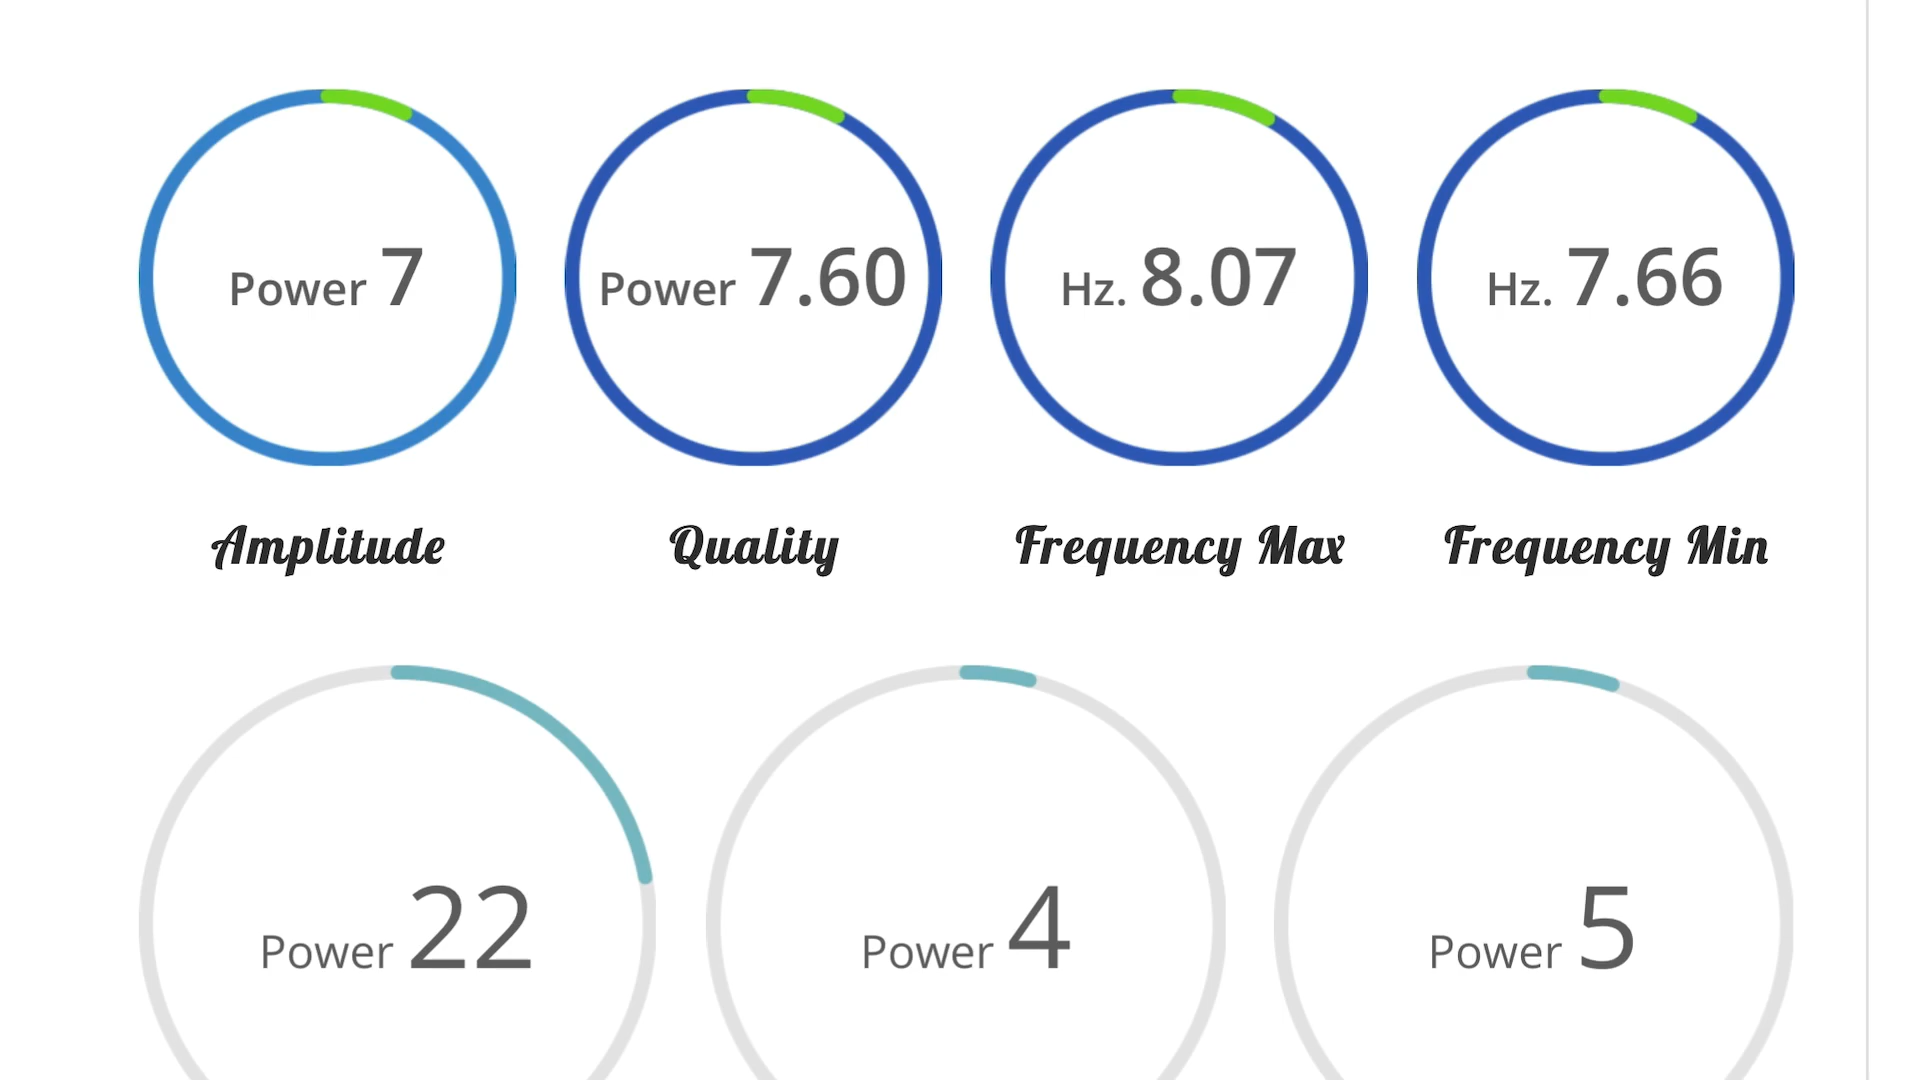 Power 7
Power 7.60
Hz. 8.07
Hz. 7.66
Amplitude
Quality
Frequency Max
Frequency Min
Power 22
Power 4
Power 5